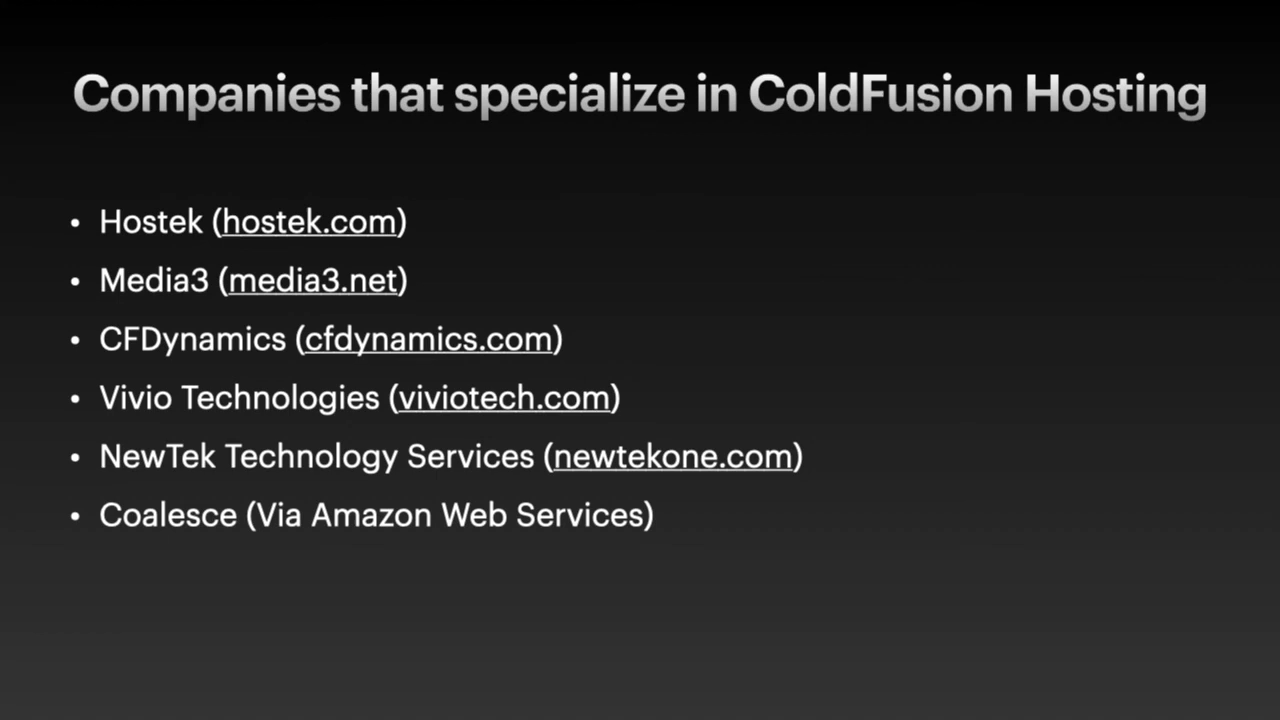 Companies that specialize in ColdFusion Hosting
• Hostek (hostek.com)
• Media3 (media3.net)
• CFDynamics (cfdynamics.com)
• Vivio Technologies (viviotech.com)
• NewTek Technology Services (newtekone.com)
• Coalesce (Via Amazon Web Services)